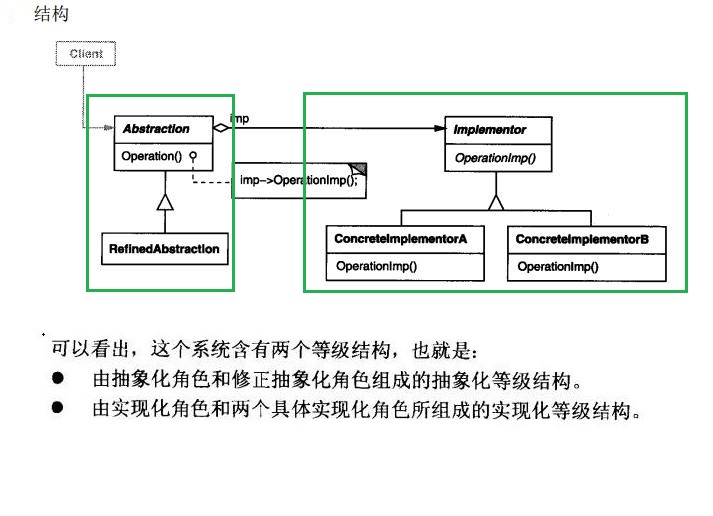 结构
Client
imp
Abstraction
Implementor
Operation()
OperationImp()
imp->OperationImp();
RefinedAbstraction
ConcreteImplementorA
ConcreteImplementorB
OperationImp()
OperationImp()
可以看出，这个系统含有两个等级结构，也就是：
● 由抽象化角色和修正抽象化角色组成的抽象化等级结构。
● 由实现化角色和两个具体实现化角色所组成的实现化等级结构。